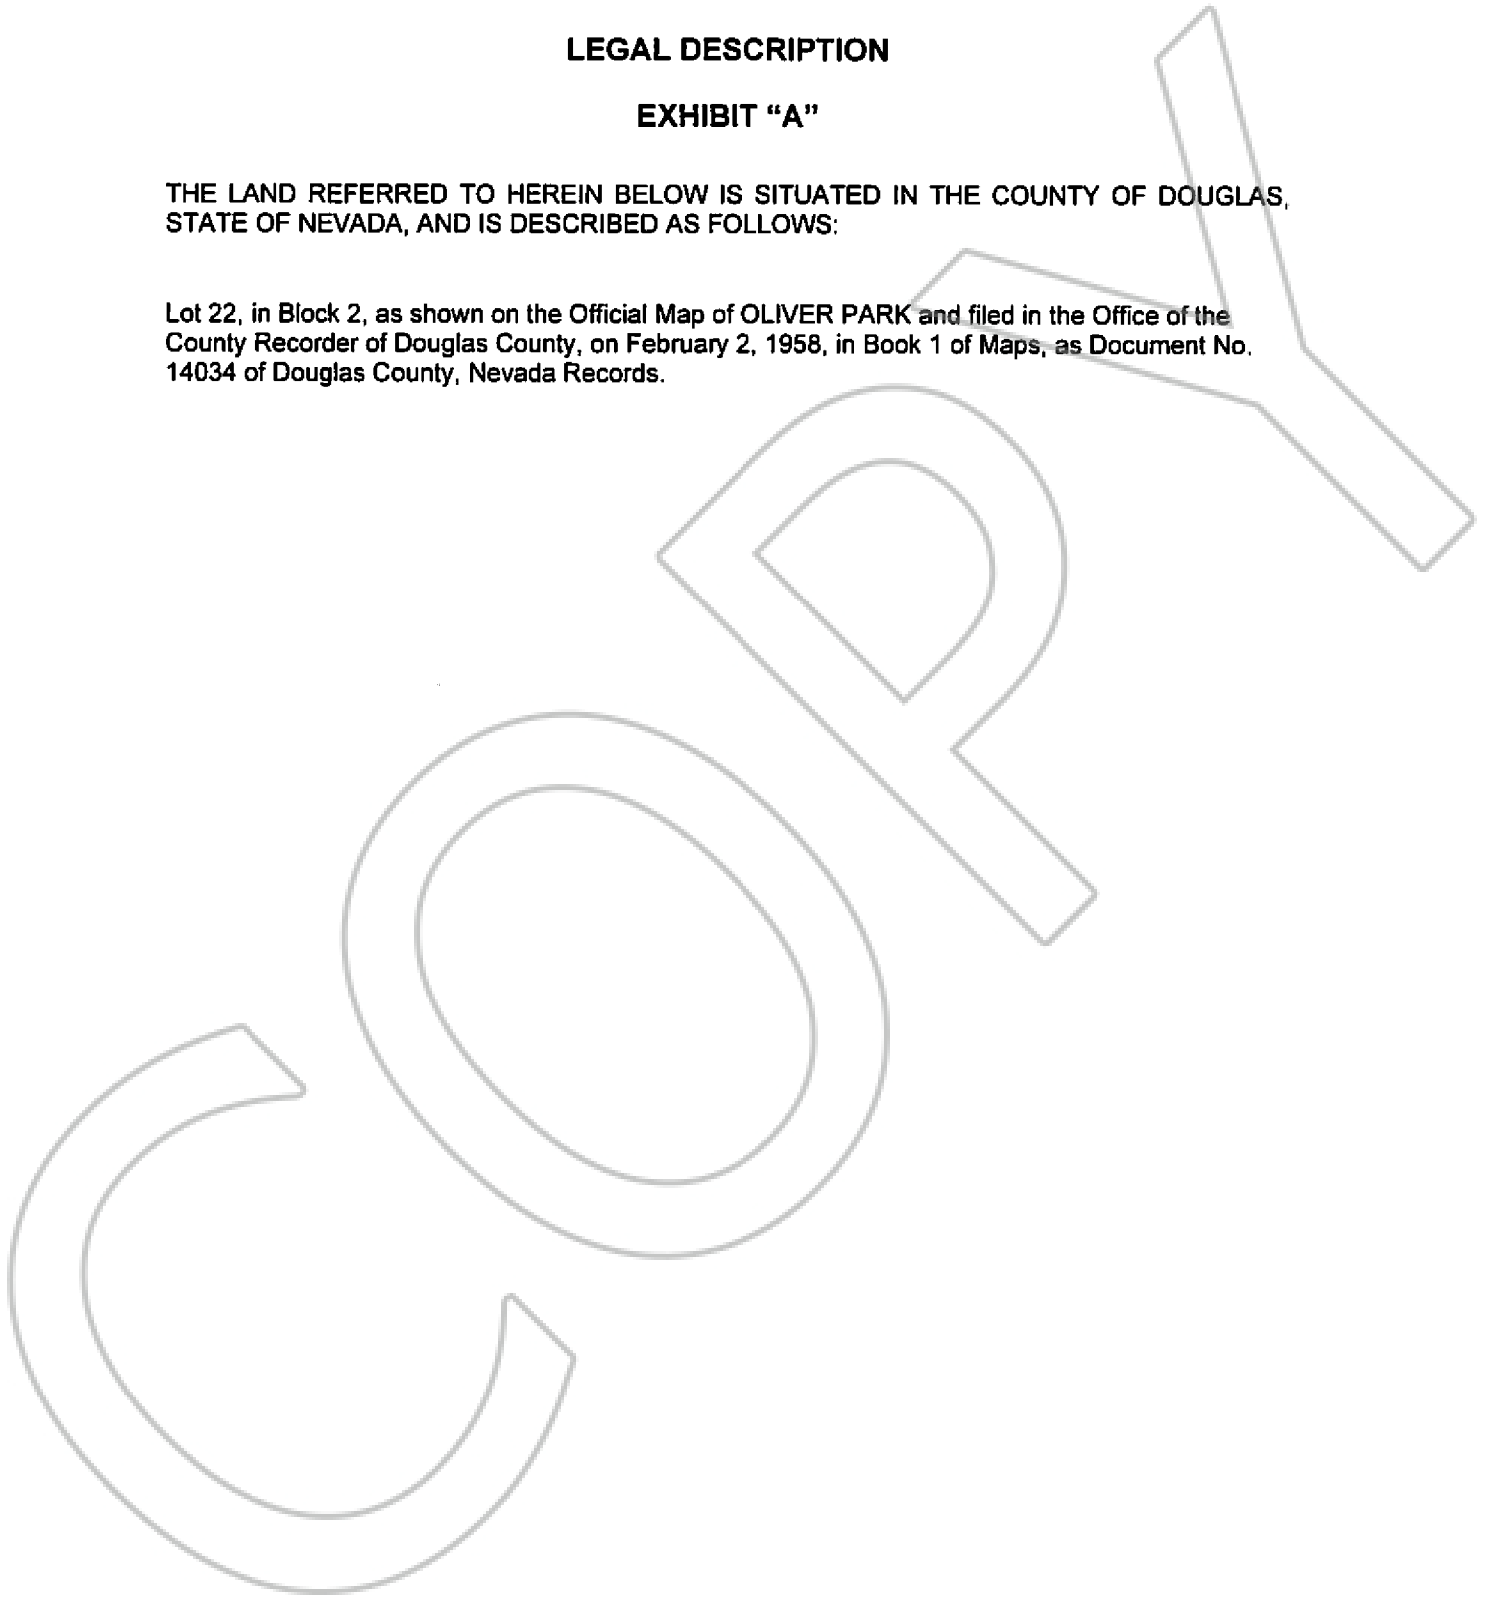 LEGAL DESCRIPTION
EXHIBIT “A”
THE LAND REFERRED TO HEREIN BELOW IS SITUATED IN THE COUNTY OF DOUGLAS,
STATE OF NEVADA, AND IS DESCRIBED AS FOLLOWS:
Lot 22, in Block 2, as shown on the Official Map of OLIVER PARK and filed in the Office of the
County Recorder of Douglas County, on February 2, 1958, in Book 1 of Maps, as Document No.
14034 of Douglas County, Nevada Records.
COPY